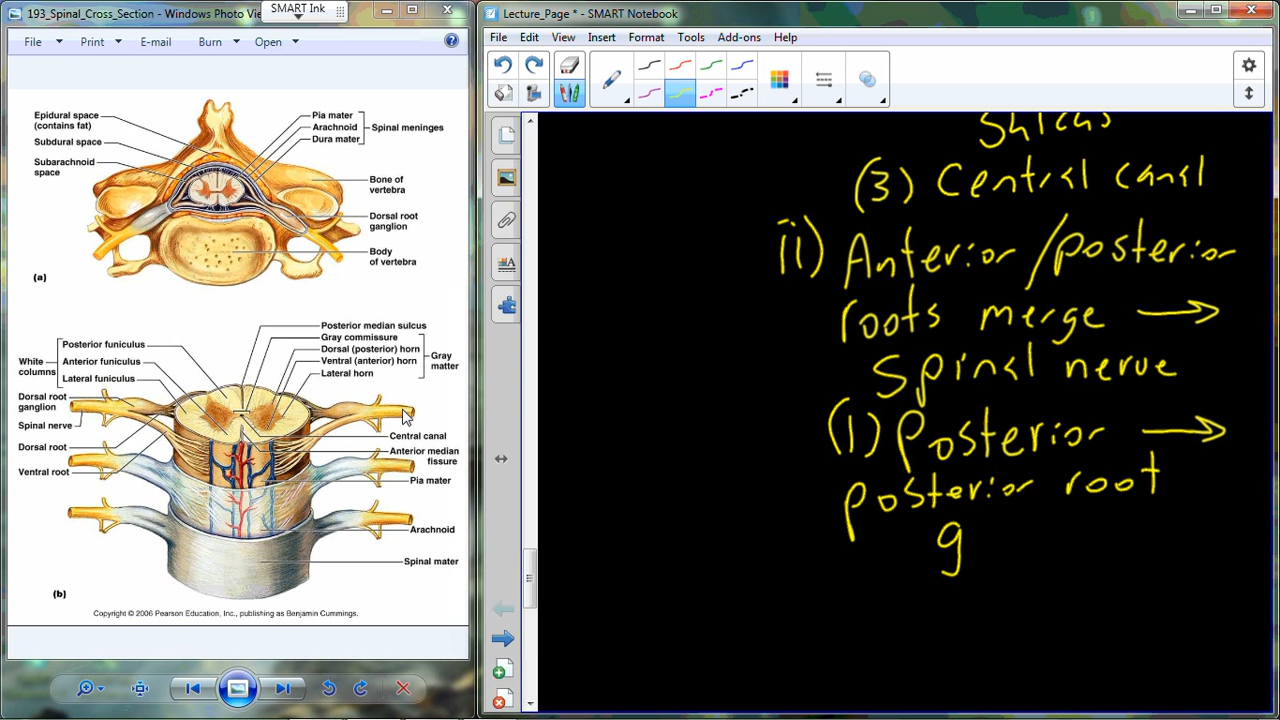 193_Spinal_Cross_Section - Windows Photo Vie
SMART Ink
File Print E-mail Burn Open
Epidural space
(contains fat)
Subdural space
Subarachnoid
space
Pia mater
Arachnoid
Dura mater
Spinal meninges
Bone of
vertebra
Dorsal root
ganglion
Body
of vertebra
(a)
Posterior median sulcus
Gray commissure
Dorsal (posterior) horn
Ventral (anterior) horn
Lateral horn
Gray
matter
White
columns
Posterior funiculus
Anterior funiculus
Lateral funiculus
Dorsal root
ganglion
Spinal nerve
Dorsal root
Ventral root
Central canal
Anterior median
fissure
Pia mater
Arachnoid
Spinal mater
(b)
Copyright © 2006 Pearson Education, Inc., publishing as Benjamin Cummings.
Lecture_Page * - SMART Notebook
File Edit View Insert Format Tools Add-ons Help
Sulcus
(3) Central canal
ii) Anterior/posterior
roots merge →
Spinal nerve
(1) Posterior →
posterior root
g